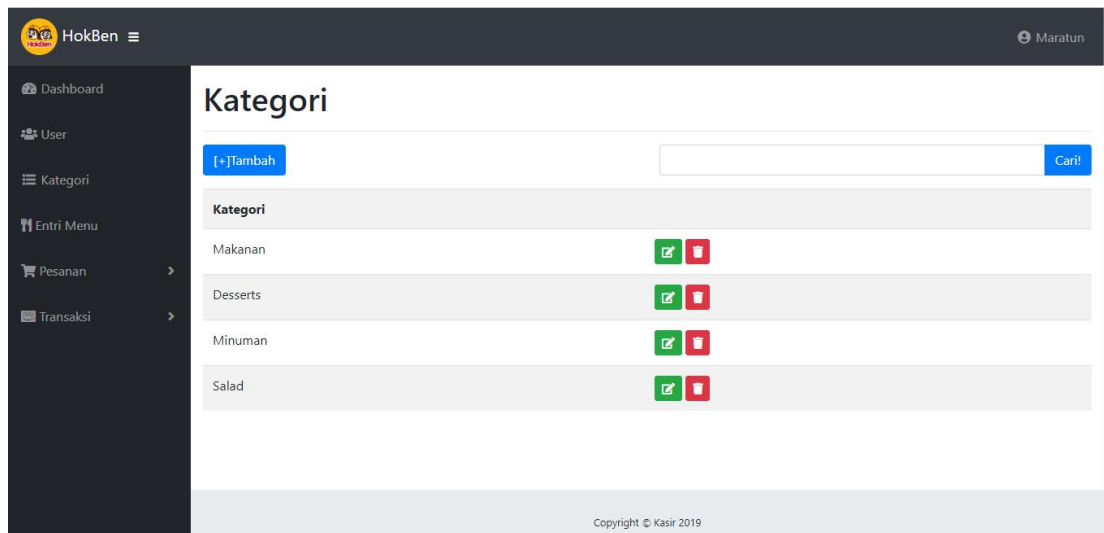 HokBen
HokBen
Maratun
Dashboard
User
Kategori
Entri Menu
Pesanan
Transaksi
Kategori
[+]Tambah
Cari!
Kategori
Makanan
Desserts
Minuman
Salad
Copyright © Kasir 2019